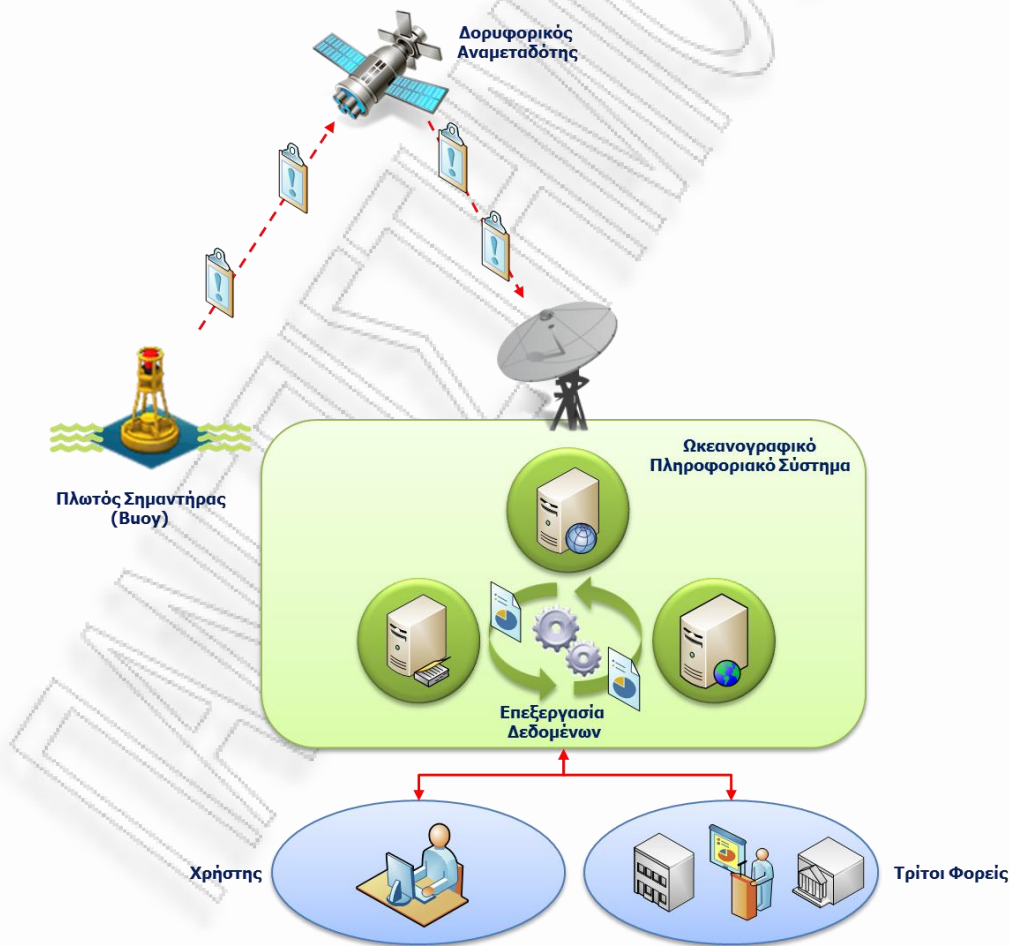 Δορυφορικός
Αναμεταδότης
Πλωτός Σημαντήρας
(Buoy)
Ωκεανογραφικό
Πληροφοριακό Σύστημα
Επεξεργασία
Δεδομένων
Χρήστης
Τρίτοι Φορείς